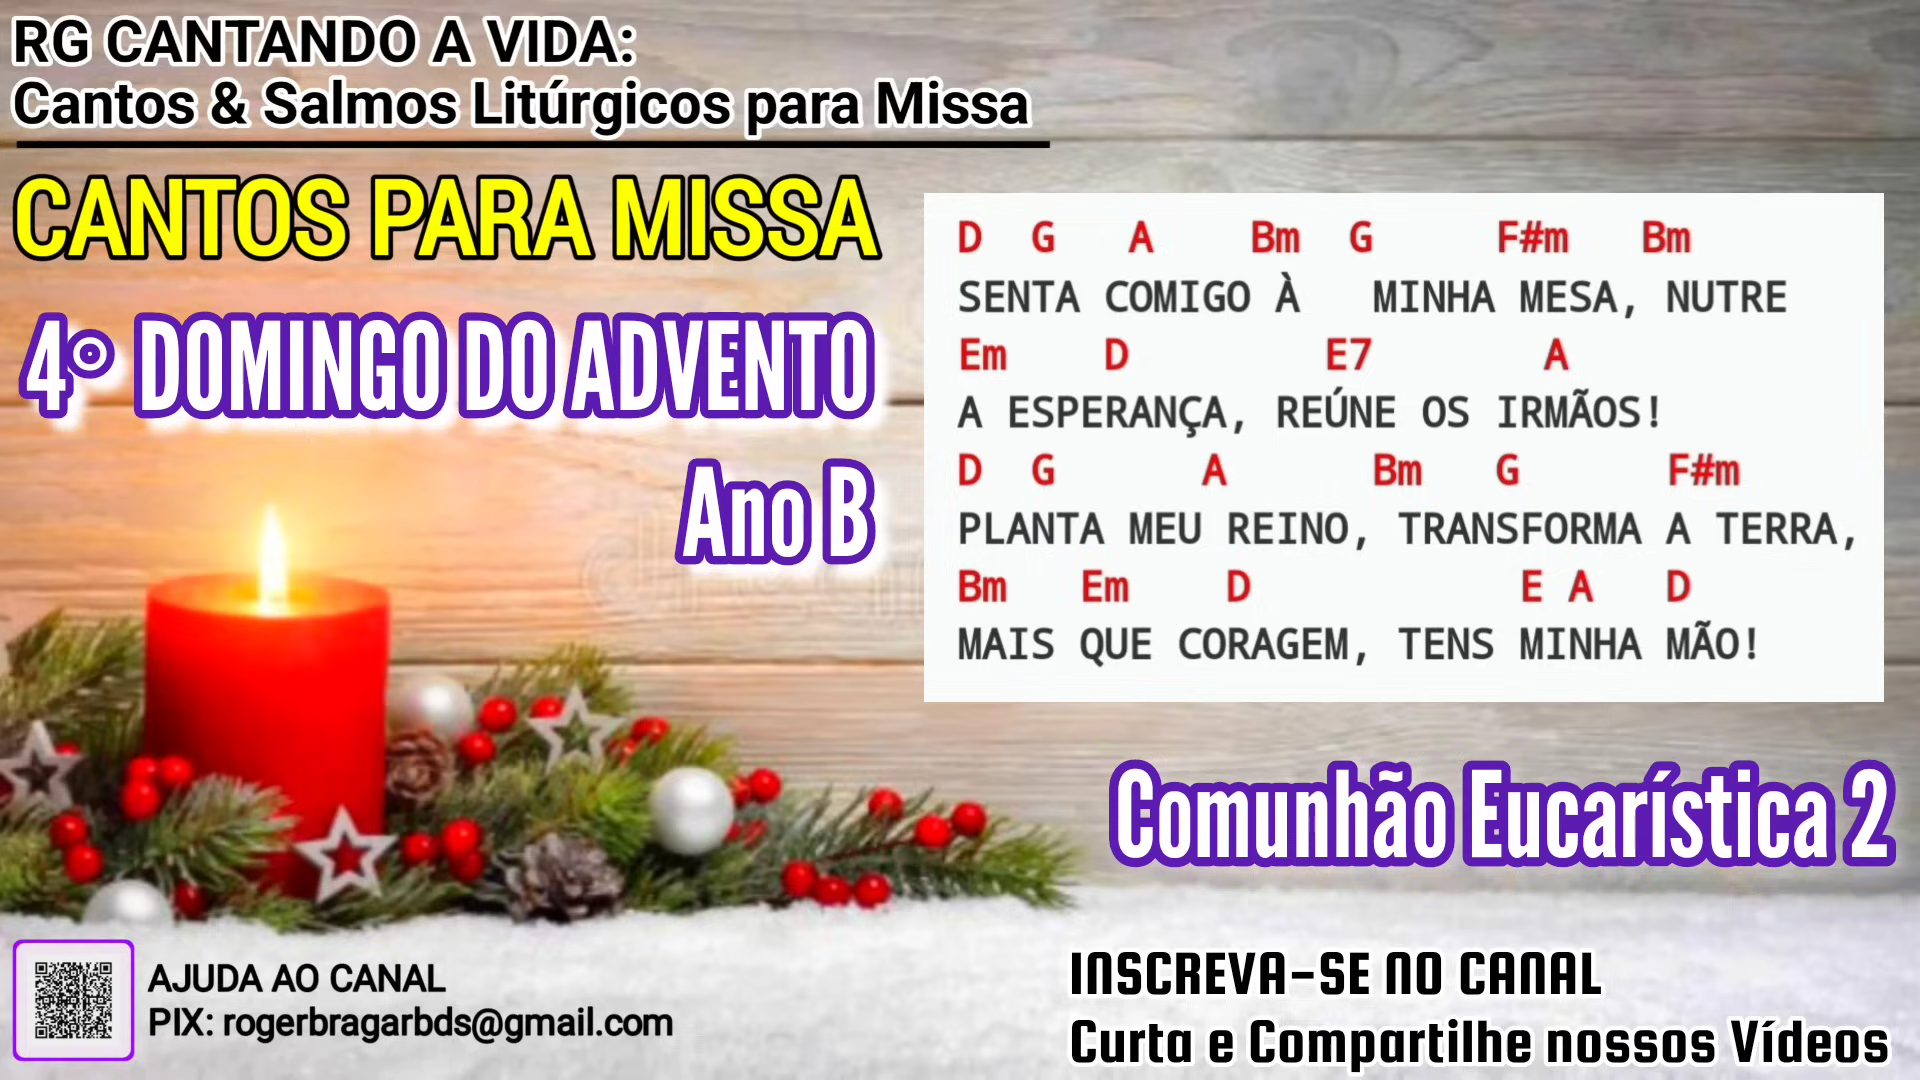 RG CANTANDO A VIDA:
Cantos & Salmos Litúrgicos para Missa
CANTOS PARA MISSA
4º DOMINGO DO ADVENTO
Ano B
D G A Bm G F#m Bm
SENTA COMIGO À MINHA MESA, NUTRE
Em D E7 A
A ESPERANÇA, REÚNE OS IRMÃOS!
D G A Bm G F#m
PLANTA MEU REINO, TRANSFORMA A TERRA,
Bm Em D E A D
MAIS QUE CORAGEM, TENS MINHA MÃO!
Comunhão Eucarística 2
AJUDA AO CANAL
PIX: rogerbragarbds@gmail.com
INSCREVA-SE NO CANAL
Curta e Compartilhe nossos Vídeos